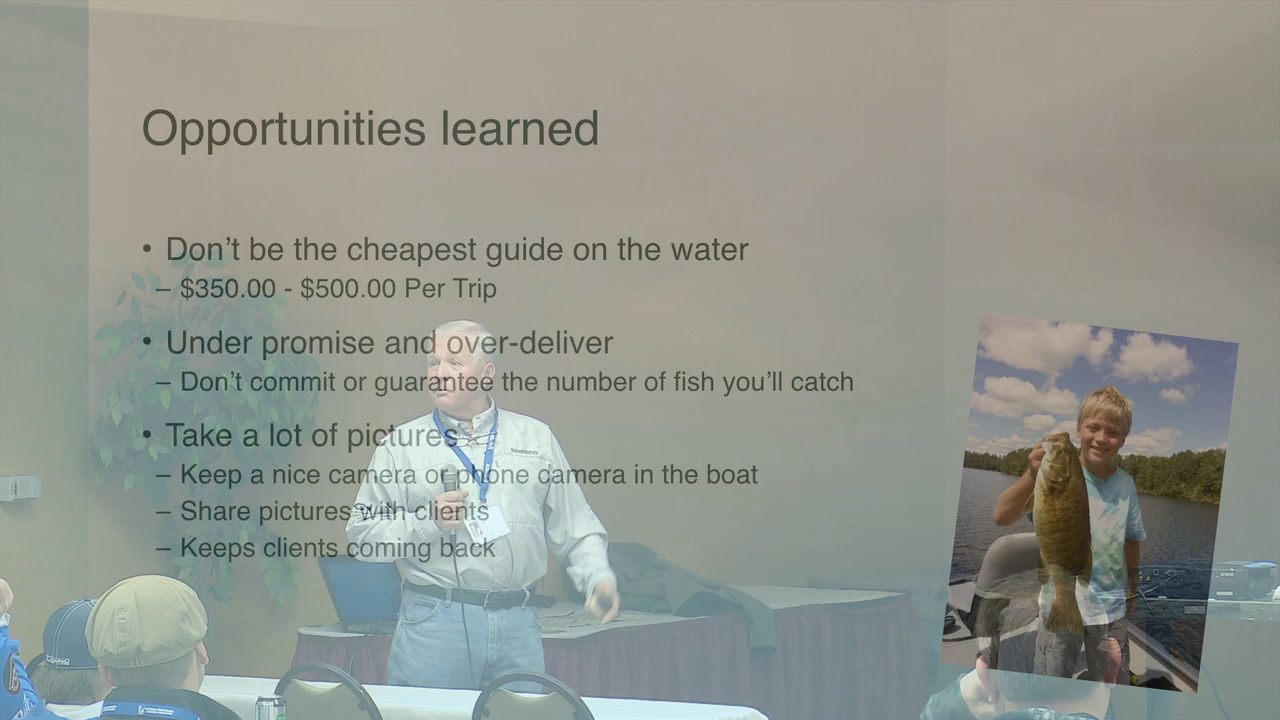 Opportunities learned
• Don’t be the cheapest guide on the water
– $350.00 - $500.00 Per Trip
• Under promise and over-deliver
– Don’t commit or guarantee the number of fish you’ll catch
• Take a lot of pictures
– Keep a nice camera or phone camera in the boat
– Share pictures with clients
– Keeps clients coming back